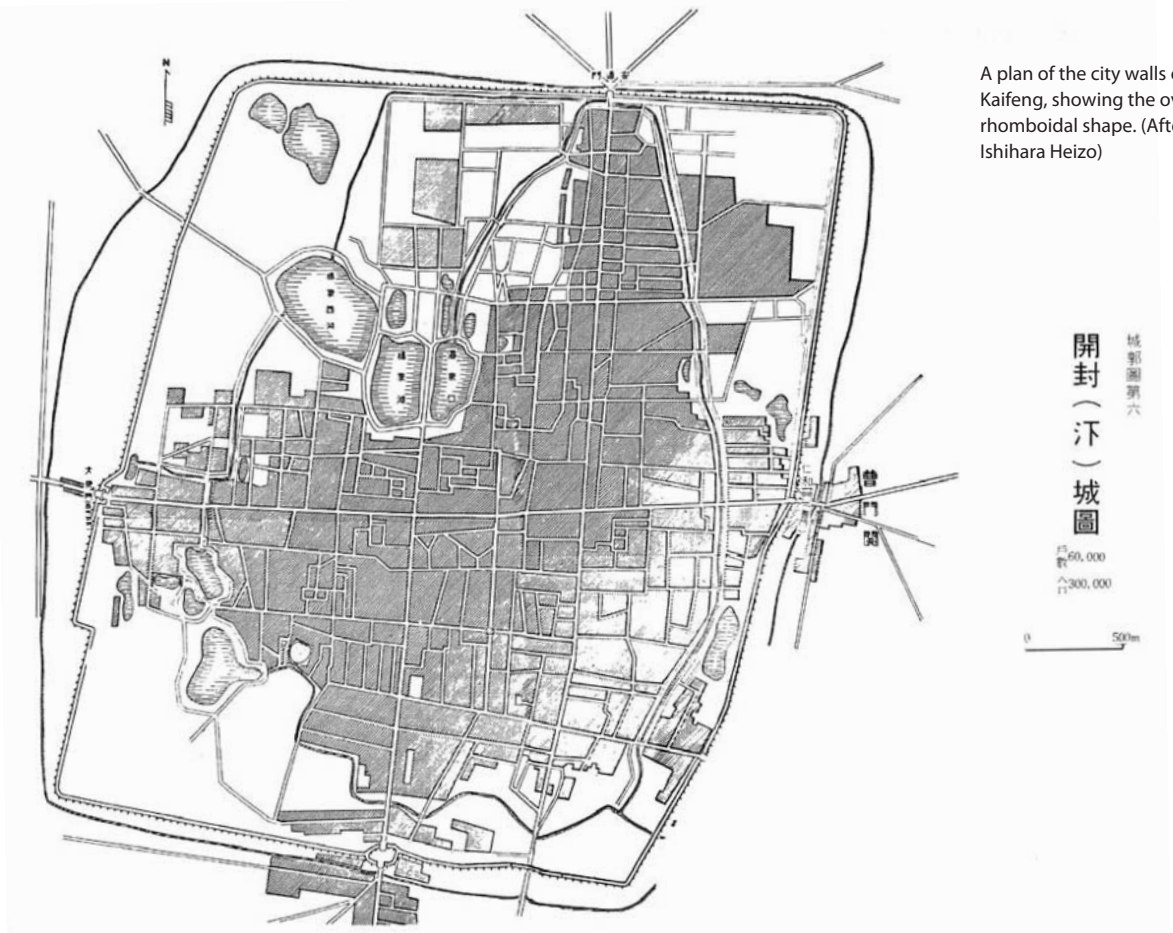 A plan of the city walls
Kaifeng, showing the ov
rhomboidal shape. (Afte
Ishihara Heizo)
N
城郭圖第六
開封(汴)城圖
戶數60,000
人口300,000
0 500m
曹門關